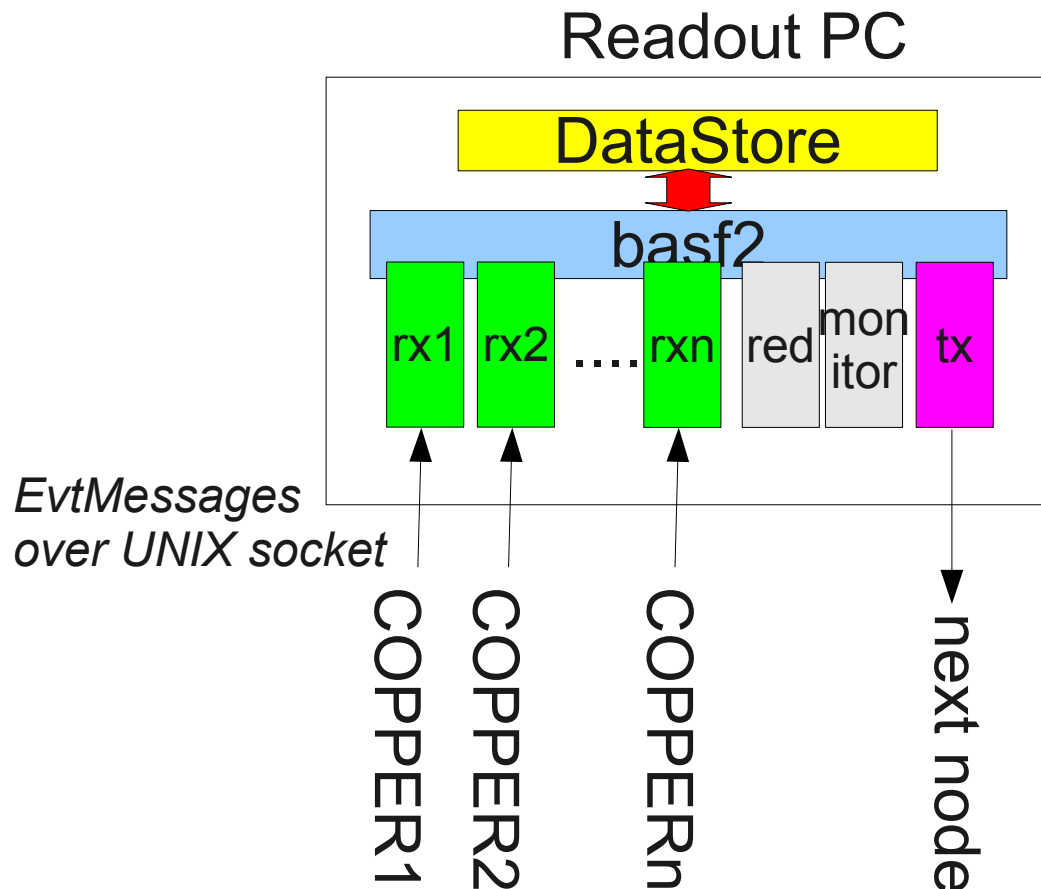 Readout PC
DataStore
basf2
rx1
rx2
....
rxn
red
mon
itor
tx
EvtMessages
over UNIX socket
COPPER1
COPPER2
COPPERn
next node